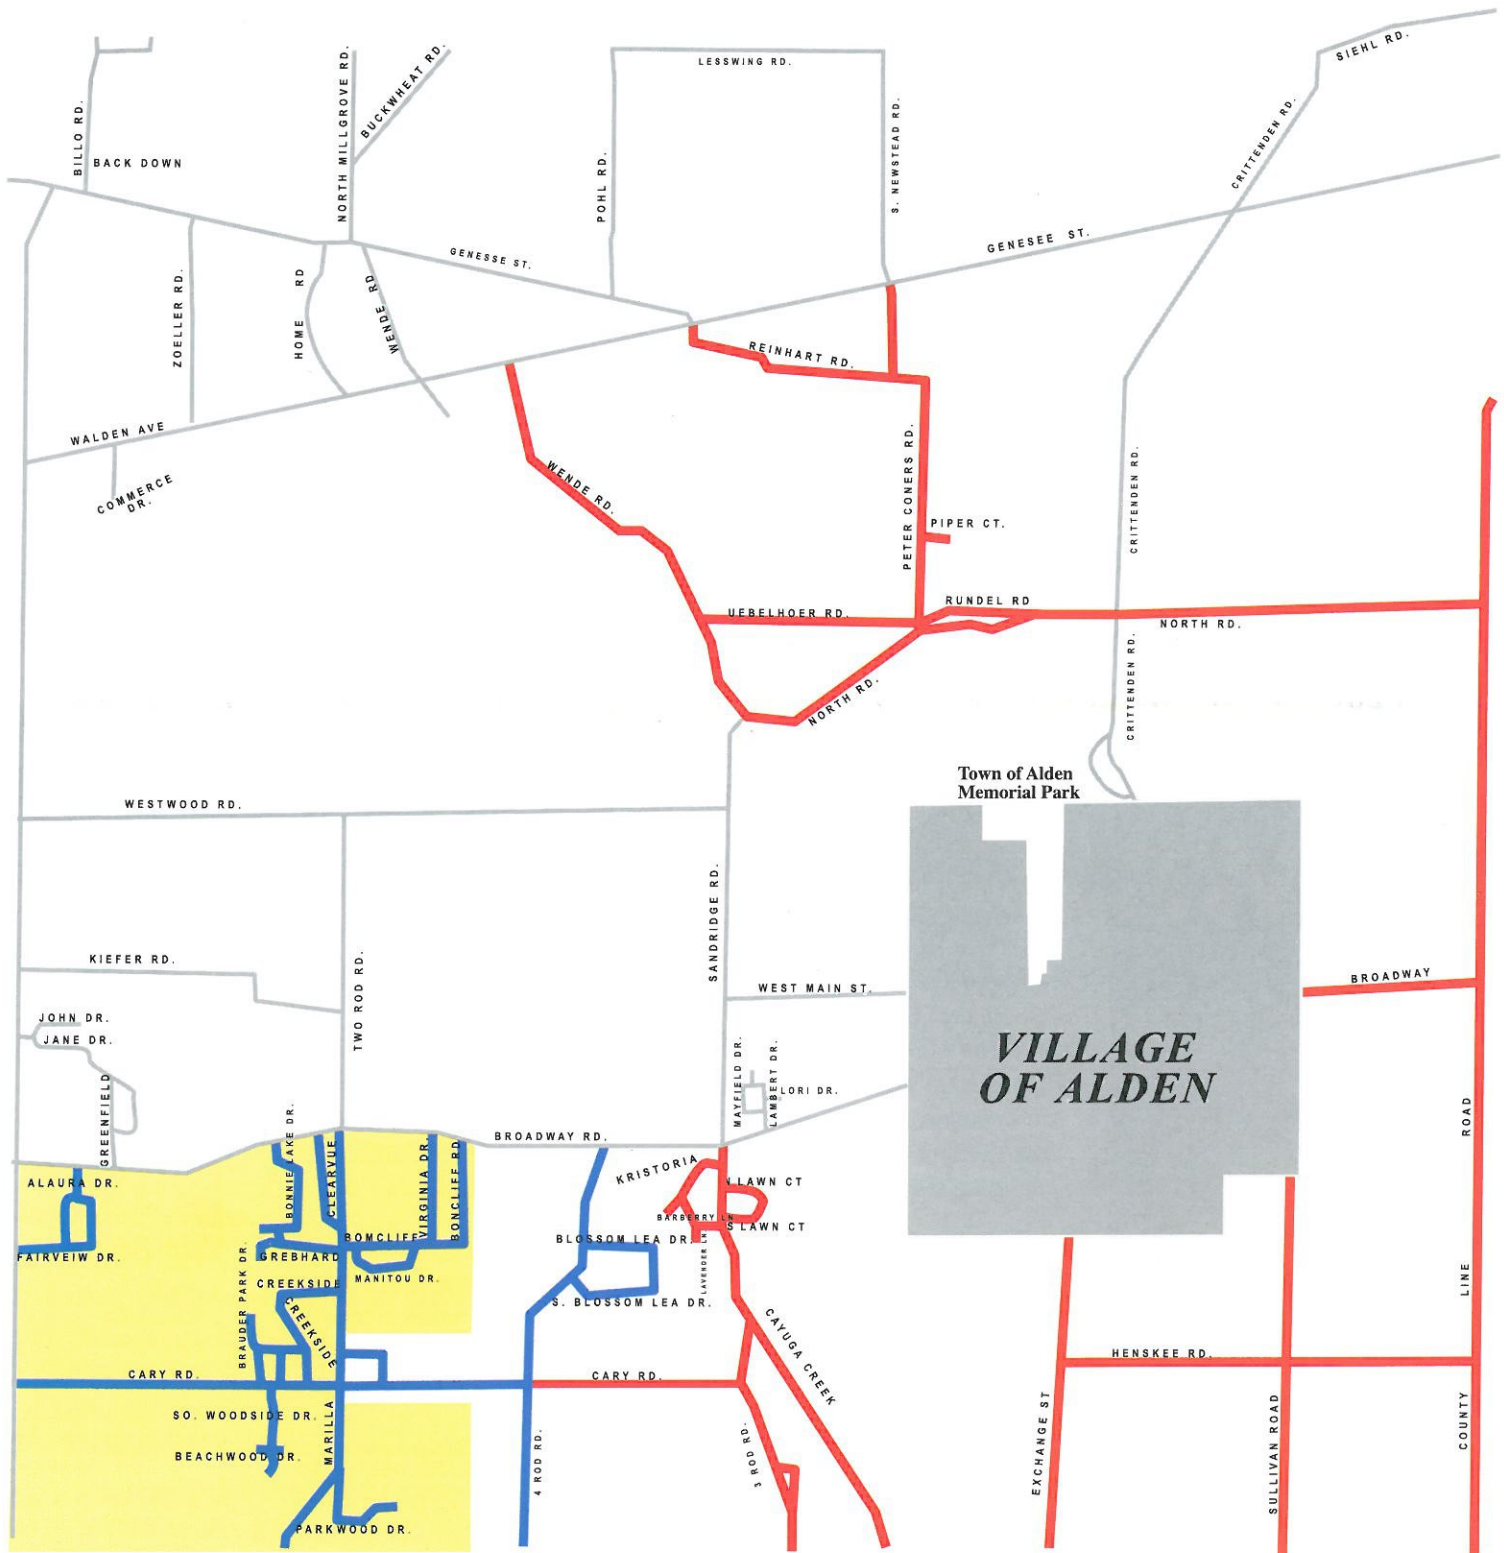 SIEHL RD.
LESSWING RD.
NORTH MILLGROVE RD.
BUCKWHEAT RD.
BILLO RD.
BACK DOWN
POHL RD.
S. NEWSTEAD RD.
CRITTENDEN RD.
GENESEE ST.
GENESSE ST.
ZOELLER RD.
HOME RD
WENDE RD
REINHART RD.
WALDEN AVE
COMMERCE
DR.
WENDE RD.
PETER CONERS RD.
PIPER CT.
CRITTENDEN RD.
UEBELHOER RD.
RUNDEL RD
NORTH RD.
CRITTENDEN RD.
NORTH RD.
Town of Alden
Memorial Park
WESTWOOD RD.
SANDRIDGE RD.
KIEFER RD.
TWO ROD RD.
WEST MAIN ST.
BROADWAY
JOHN DR.
JANE DR.
GREENFIELD
VILLAGE
OF ALDEN
MAYFIELD DR.
LAMBERT DR.
LORI DR.
BROADWAY RD.
ROAD
ALAURA DR.
BONNIE LAKE DR.
CLEARVUE
VIRGINIA DR.
BONCLIFF RD
KRISTORIA
N LAWN CT
BARBERRY LN
S LAWN CT
FAIRVEIW DR.
BOMCLIFF
GREBHARD
BLOSSOM LEA DR.
LAVENDER LN
CREEKSIDE
MANITOU DR.
S. BLOSSOM LEA DR.
LINE
BRAUDER PARK DR.
CREEKSIDE
CAYUGA CREEK
HENSKEE RD.
CARY RD.
CARY RD.
SO. WOODSIDE DR.
MARILLA
BEACHWOOD DR.
4 ROD RD.
3 ROD RD.
EXCHANGE ST
SULLIVAN ROAD
COUNTY
PARKWOOD DR.